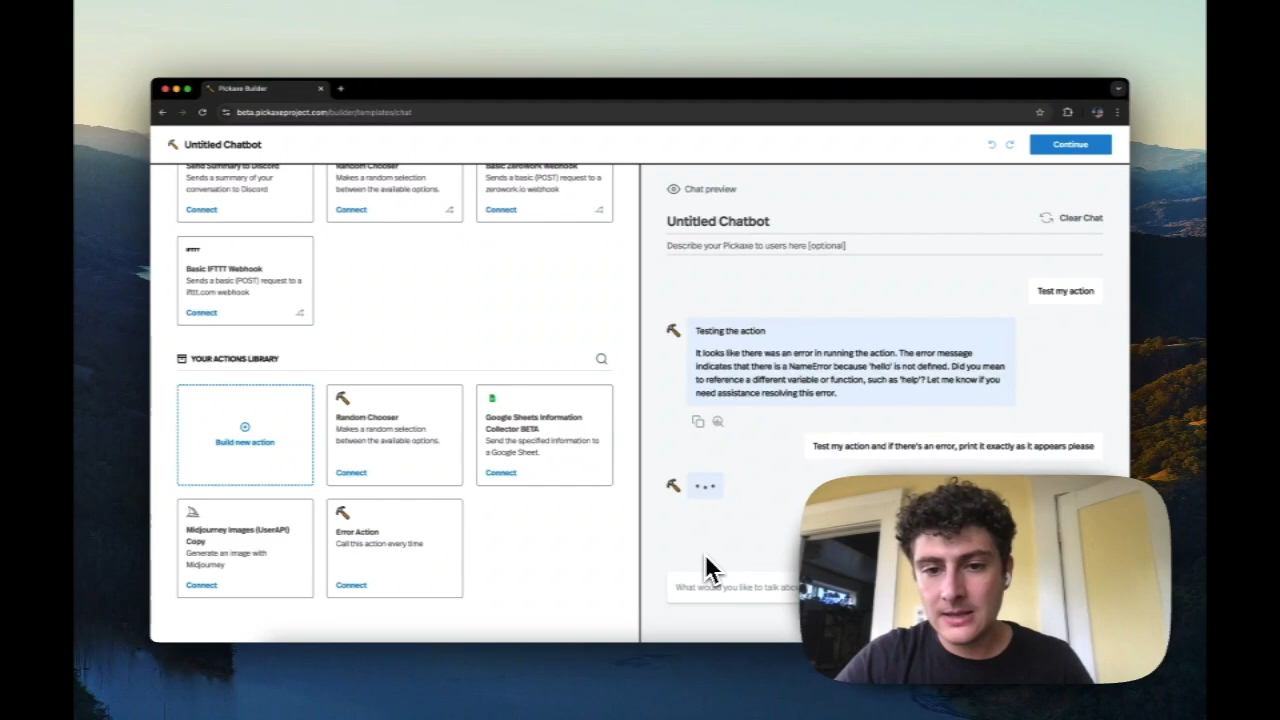 Pickaxe Builder
beta.pickaxeproject.com/builder/templates/chat
Untitled Chatbot
Continue
Send Summary to Discord
Sends a summary of your
conversation to Discord
Connect
Random Chooser
Makes a random selection
between the available options.
Connect
Basic Zerowork Webhook
Sends a basic (POST) request to a
zerowork.io webhook
Connect
IFTTT
Basic IFTTT Webhook
Sends a basic (POST) request to a
ifttt.com webhook
Connect
YOUR ACTIONS LIBRARY
Build new action
Random Chooser
Makes a random selection
between the available options.
Connect
Google Sheets Information
Collector BETA
Send the specified information to
a Google Sheet.
Connect
Midjourney Images (UserAPI)
Copy
Generate an image with
Midjourney
Connect
Error Action
Call this action every time
Connect
Chat preview
Untitled Chatbot
Clear Chat
Describe your Pickaxe to users here [optional]
Test my action
Testing the action
It looks like there was an error in running the action. The error message
indicates that there is a NameError because 'hello' is not defined. Did you mean
to reference a different variable or function, such as 'help'? Let me know if you
need assistance resolving this error.
Test my action and if there's an error, print it exactly as it appears please
What would you like to talk abou